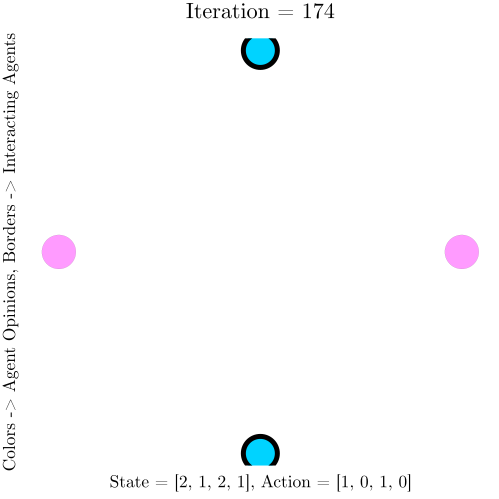 Iteration = 174
Colors -> Agent Opinions, Borders -> Interacting Agents
State = [2, 1, 2, 1], Action = [1, 0, 1, 0]